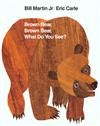 Bill Martin Jr / Eric Carle
Brown Bear,
Brown Bear,
What Do You See?